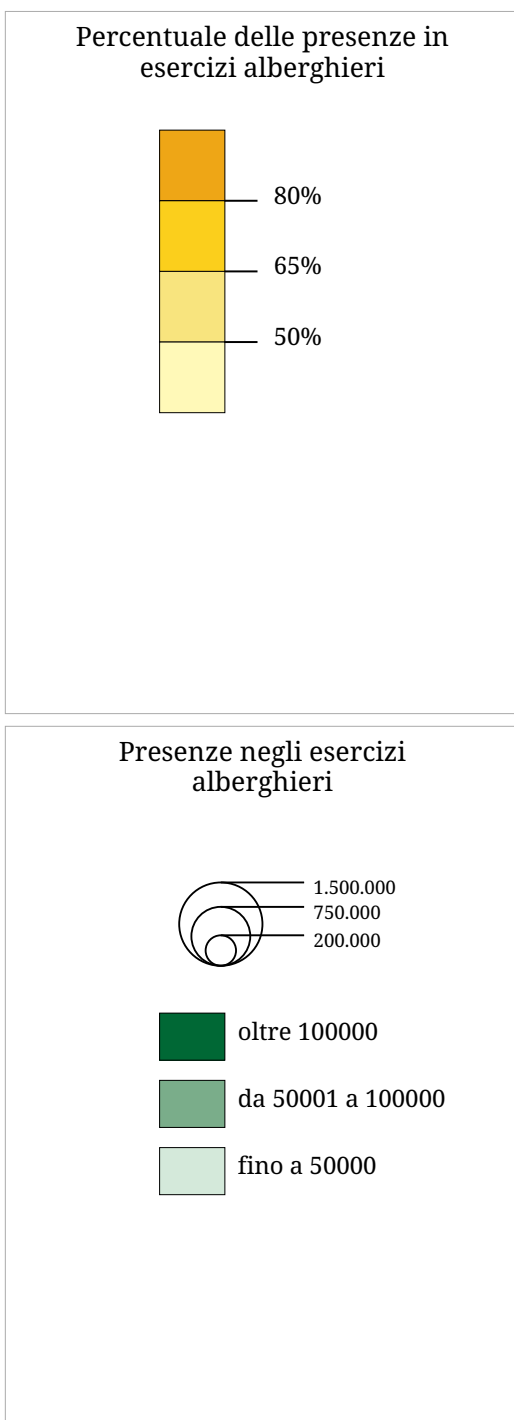 Percentuale delle presenze in
esercizi alberghieri
80%
65%
50%
Presenze negli esercizi
alberghieri
1.500.000
750.000
200.000
oltre 100000
da 50001 a 100000
fino a 50000